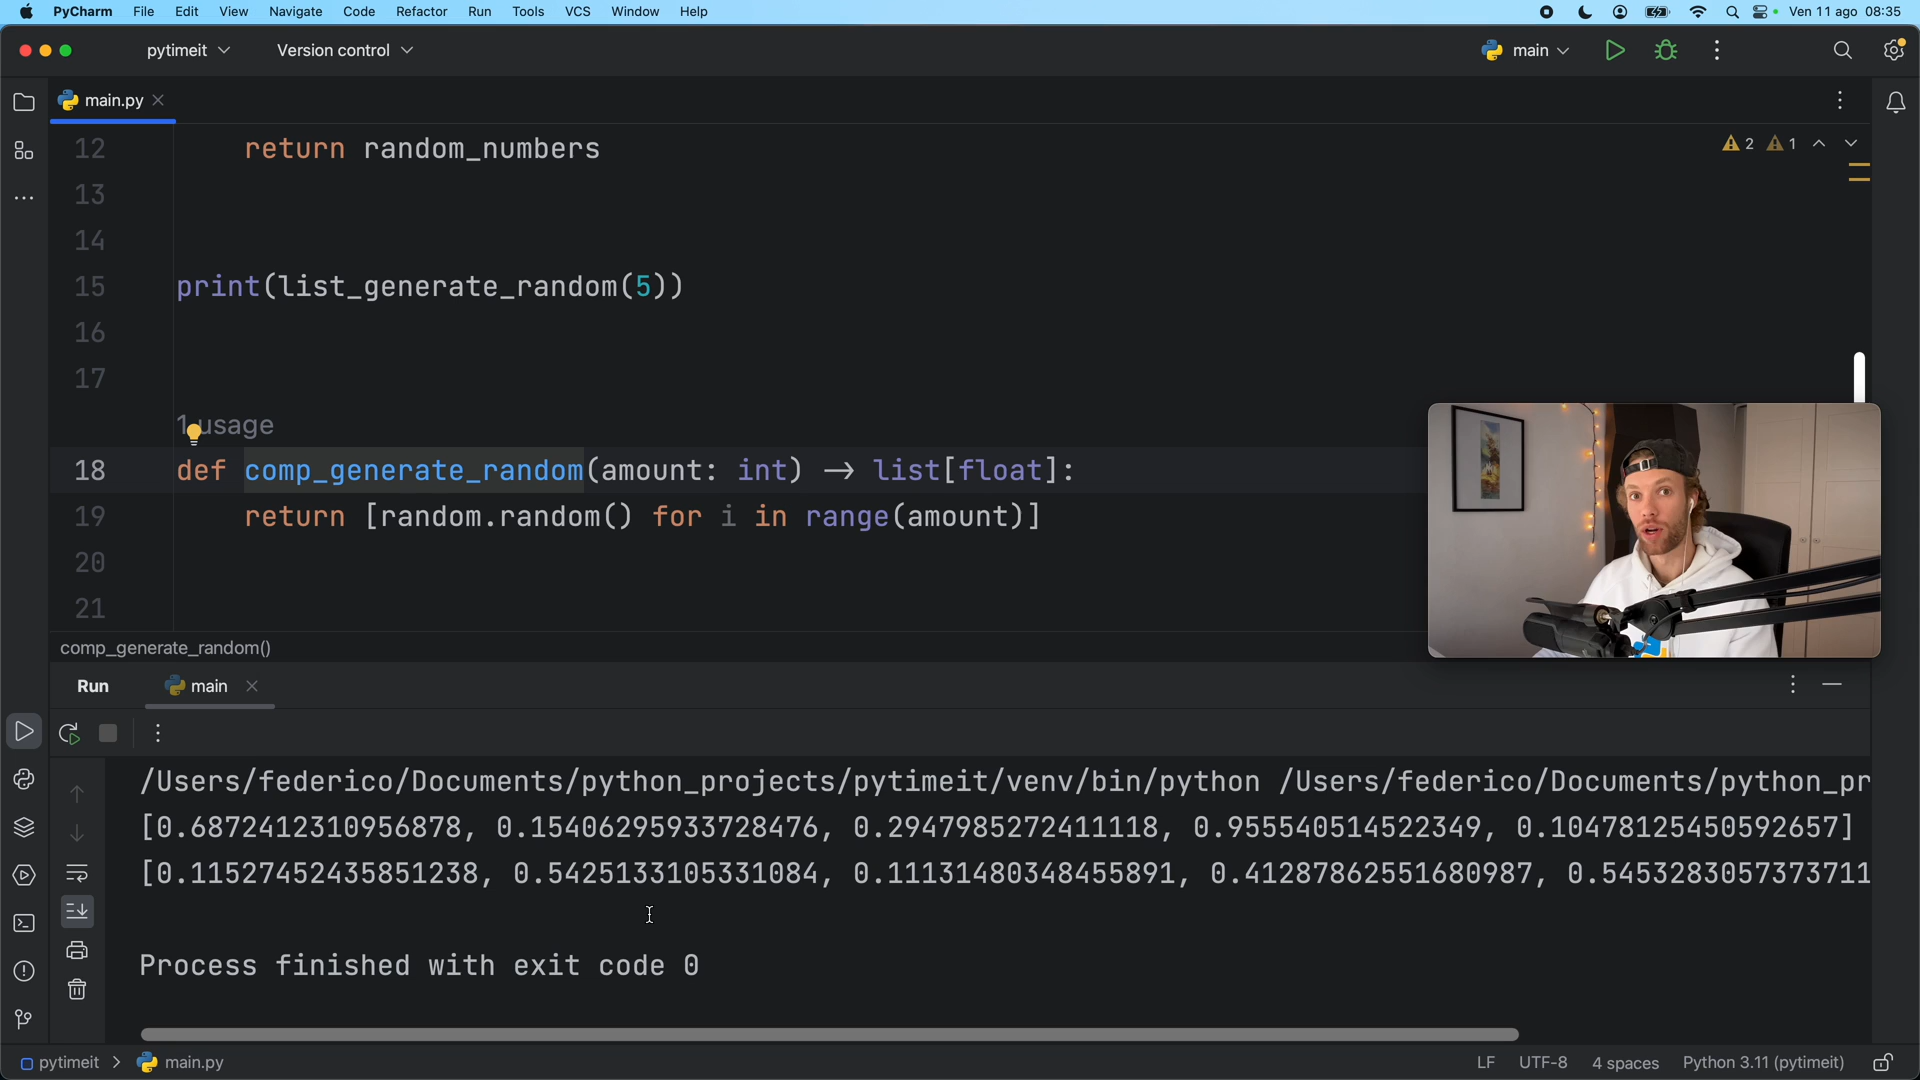 PyCharm File Edit View Navigate Code Refactor Run Tools VCS Window Help Ven 11 ago 08:35
pytimeit Version control main
main.py
2 1
12 return random_numbers
13
14
15 print(list_generate_random(5))
16
17
1 usage
18 def comp_generate_random(amount: int) → list[float]:
19 return [random.random() for i in range(amount)]
20
21
comp_generate_random()
Run main
/Users/federico/Documents/python_projects/pytimeit/venv/bin/python /Users/federico/Documents/python_pr
[0.6872412310956878, 0.15406295933728476, 0.2947985272411118, 0.955540514522349, 0.10478125450592657]
[0.11527452435851238, 0.5425133105331084, 0.11131480348455891, 0.41287862551680987, 0.5453283057373711
Process finished with exit code 0
pytimeit > main.py LF UTF-8 4 spaces Python 3.11 (pytimeit)